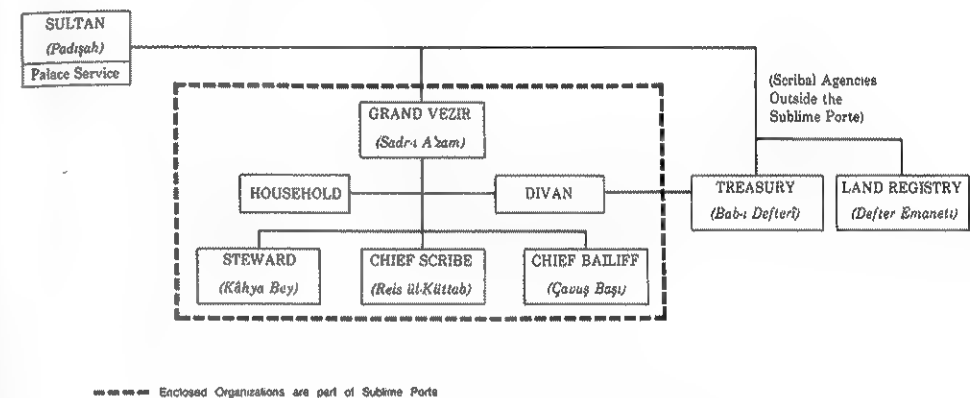 SULTAN
(Padışah)
Palace Service
(Scribal Agencies
Outside the
Sublime Porte)
GRAND VEZIR
(Sadr-ı A'zam)
HOUSEHOLD
DIVAN
TREASURY
(Bab-ı Defterî)
LAND REGISTRY
(Defter Emaneti)
STEWARD
(Kâhya Bey)
CHIEF SCRIBE
(Reis ül-Küttab)
CHIEF BAILIFF
(Çavuş Başı)
Enclosed Organizations are part of Sublime Porte